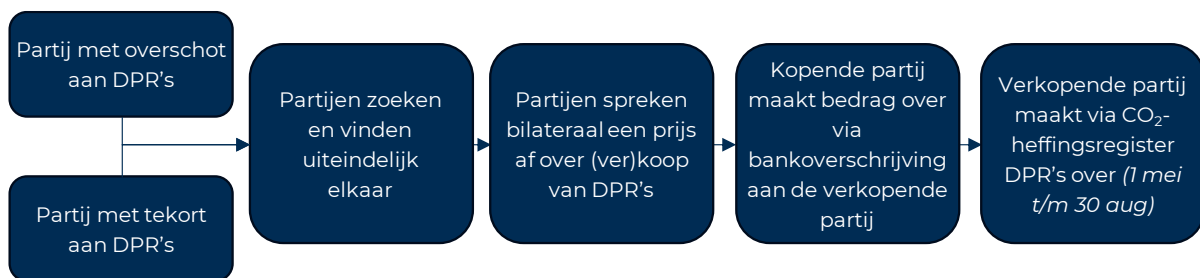 Partij met overschot
aan DPR’s
Partij met tekort
aan DPR’s
Partijen zoeken
en vinden
uiteindelijk
elkaar
Partijen spreken
bilateraal een prijs
af over (ver)koop
van DPR’s
Kopende partij
maakt bedrag over
via
bankoverschrijving
aan de verkopende
partij
Verkopende partij
maakt via CO₂-
heffingsregister
DPR’s over (1 mei
t/m 30 aug)